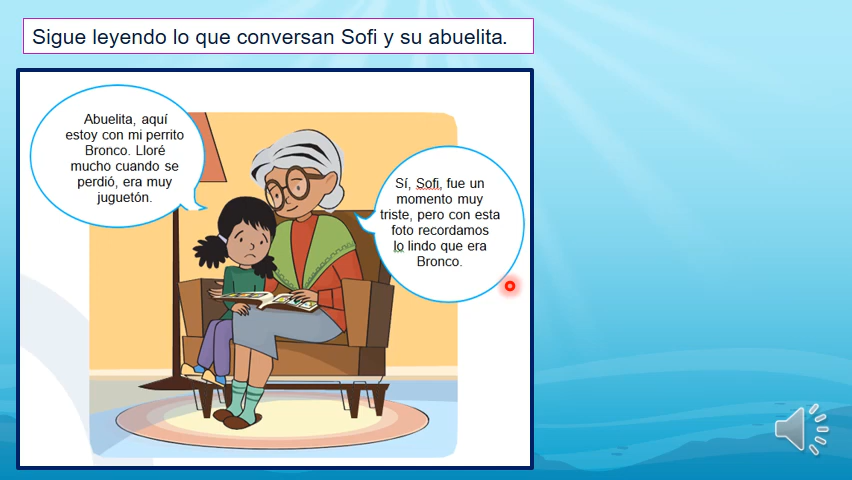 Sigue leyendo lo que conversan Sofi y su abuelita.
Abuelita, aquí
estoy con mi perrito
Bronco. Lloré
mucho cuando se
perdió, era muy
juguetón.
Sí, Sofi, fue un
momento muy
triste, pero con esta
foto recordamos
lo lindo que era
Bronco.